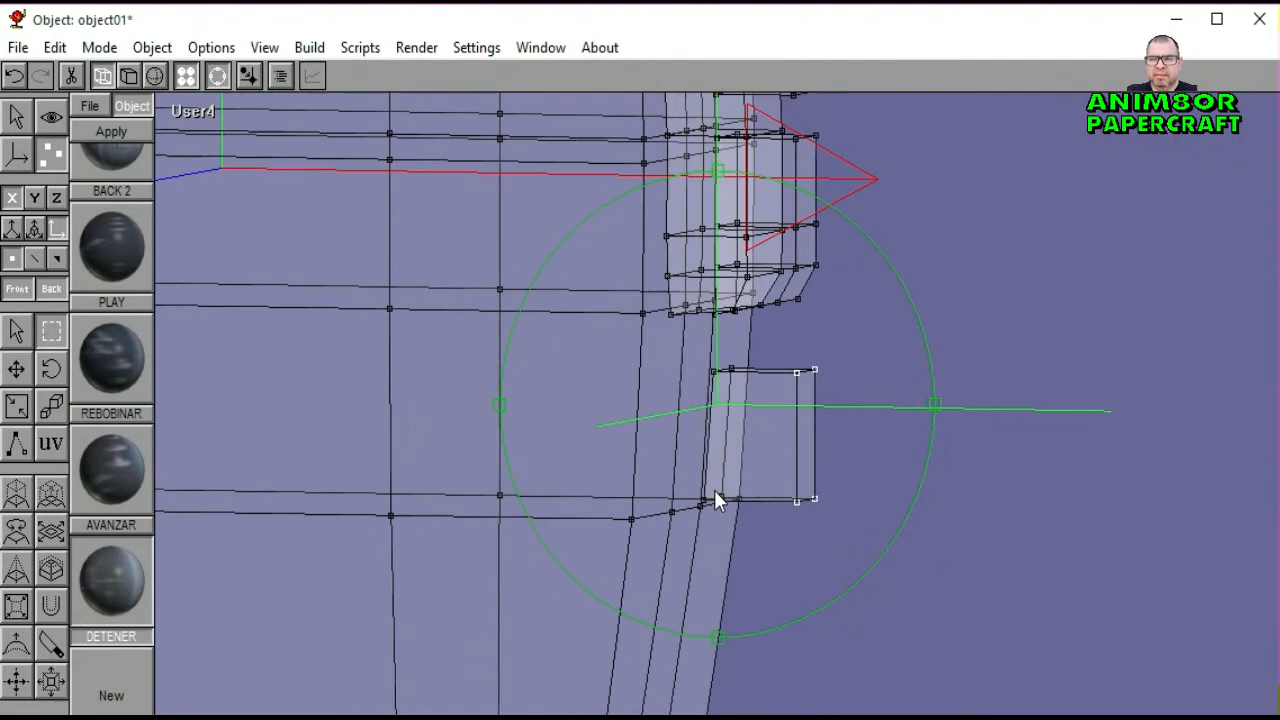 Object: object01*
File Edit Mode Object Options View Build Scripts Render Settings Window About
ANIM8OR
PAPERCRAFT
File Object
User4
Apply
BACK 2
X Y Z
PLAY
Front Back
REBOBINAR
UV
AVANZAR
DETENER
New